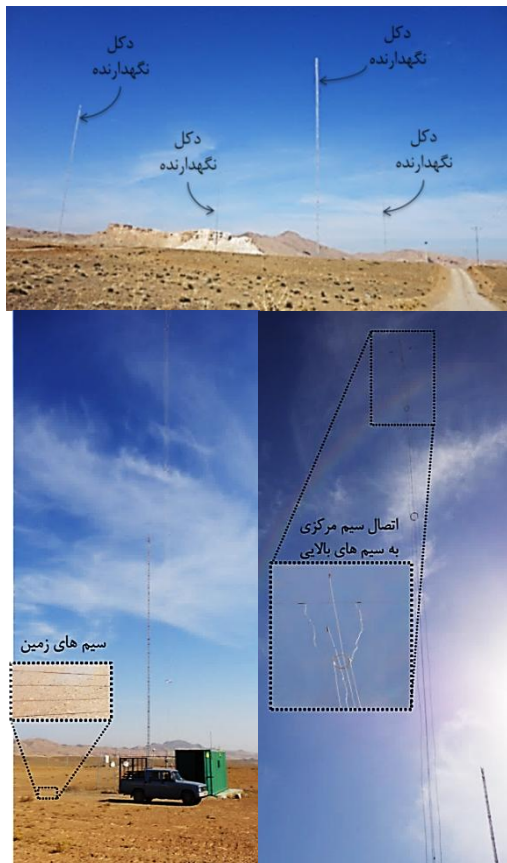 دکل
نگهدارنده
دکل
نگهدارنده
دکل
نگهدارنده
دکل
نگهدارنده
اتصال سیم مرکزی
به سیم های بالایی
سیم های زمین